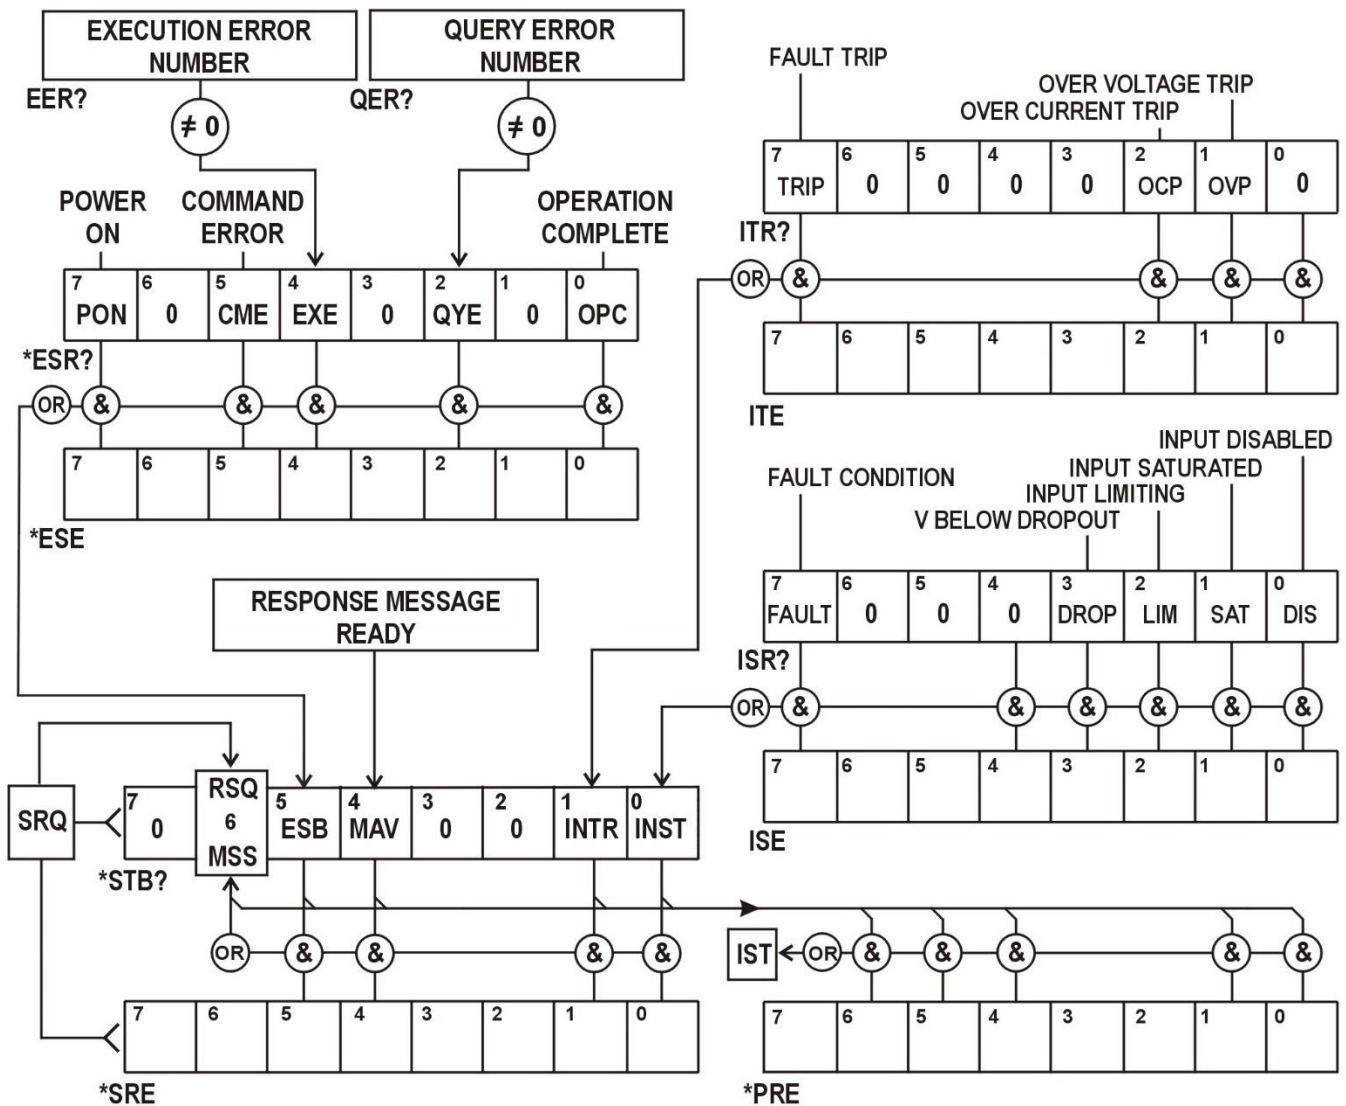 EXECUTION ERROR
NUMBER
QUERY ERROR
NUMBER
EER?
QER?
≠ 0
≠ 0
POWER
ON
COMMAND
ERROR
OPERATION
COMPLETE
7 6 5 4 3 2 1 0
PON 0 CME EXE 0 QYE 0 OPC
*ESR?
OR & & & & &
7 6 5 4 3 2 1 0
*ESE
FAULT TRIP
OVER VOLTAGE TRIP
OVER CURRENT TRIP
7 6 5 4 3 2 1 0
TRIP 0 0 0 0 OCP OVP 0
ITR?
OR & & & &
7 6 5 4 3 2 1 0
ITE
INPUT DISABLED
INPUT SATURATED
FAULT CONDITION
INPUT LIMITING
V BELOW DROPOUT
7 6 5 4 3 2 1 0
FAULT 0 0 0 DROP LIM SAT DIS
ISR?
OR & & & & & &
7 6 5 4 3 2 1 0
ISE
RESPONSE MESSAGE
READY
SRQ
7 RSQ 5 4 3 2 1 0
0 6 ESB MAV 0 0 INTR INST
MSS
*STB?
OR & & & &
7 6 5 4 3 2 1 0
*SRE
IST OR & & & & &
7 6 5 4 3 2 1 0
*PRE